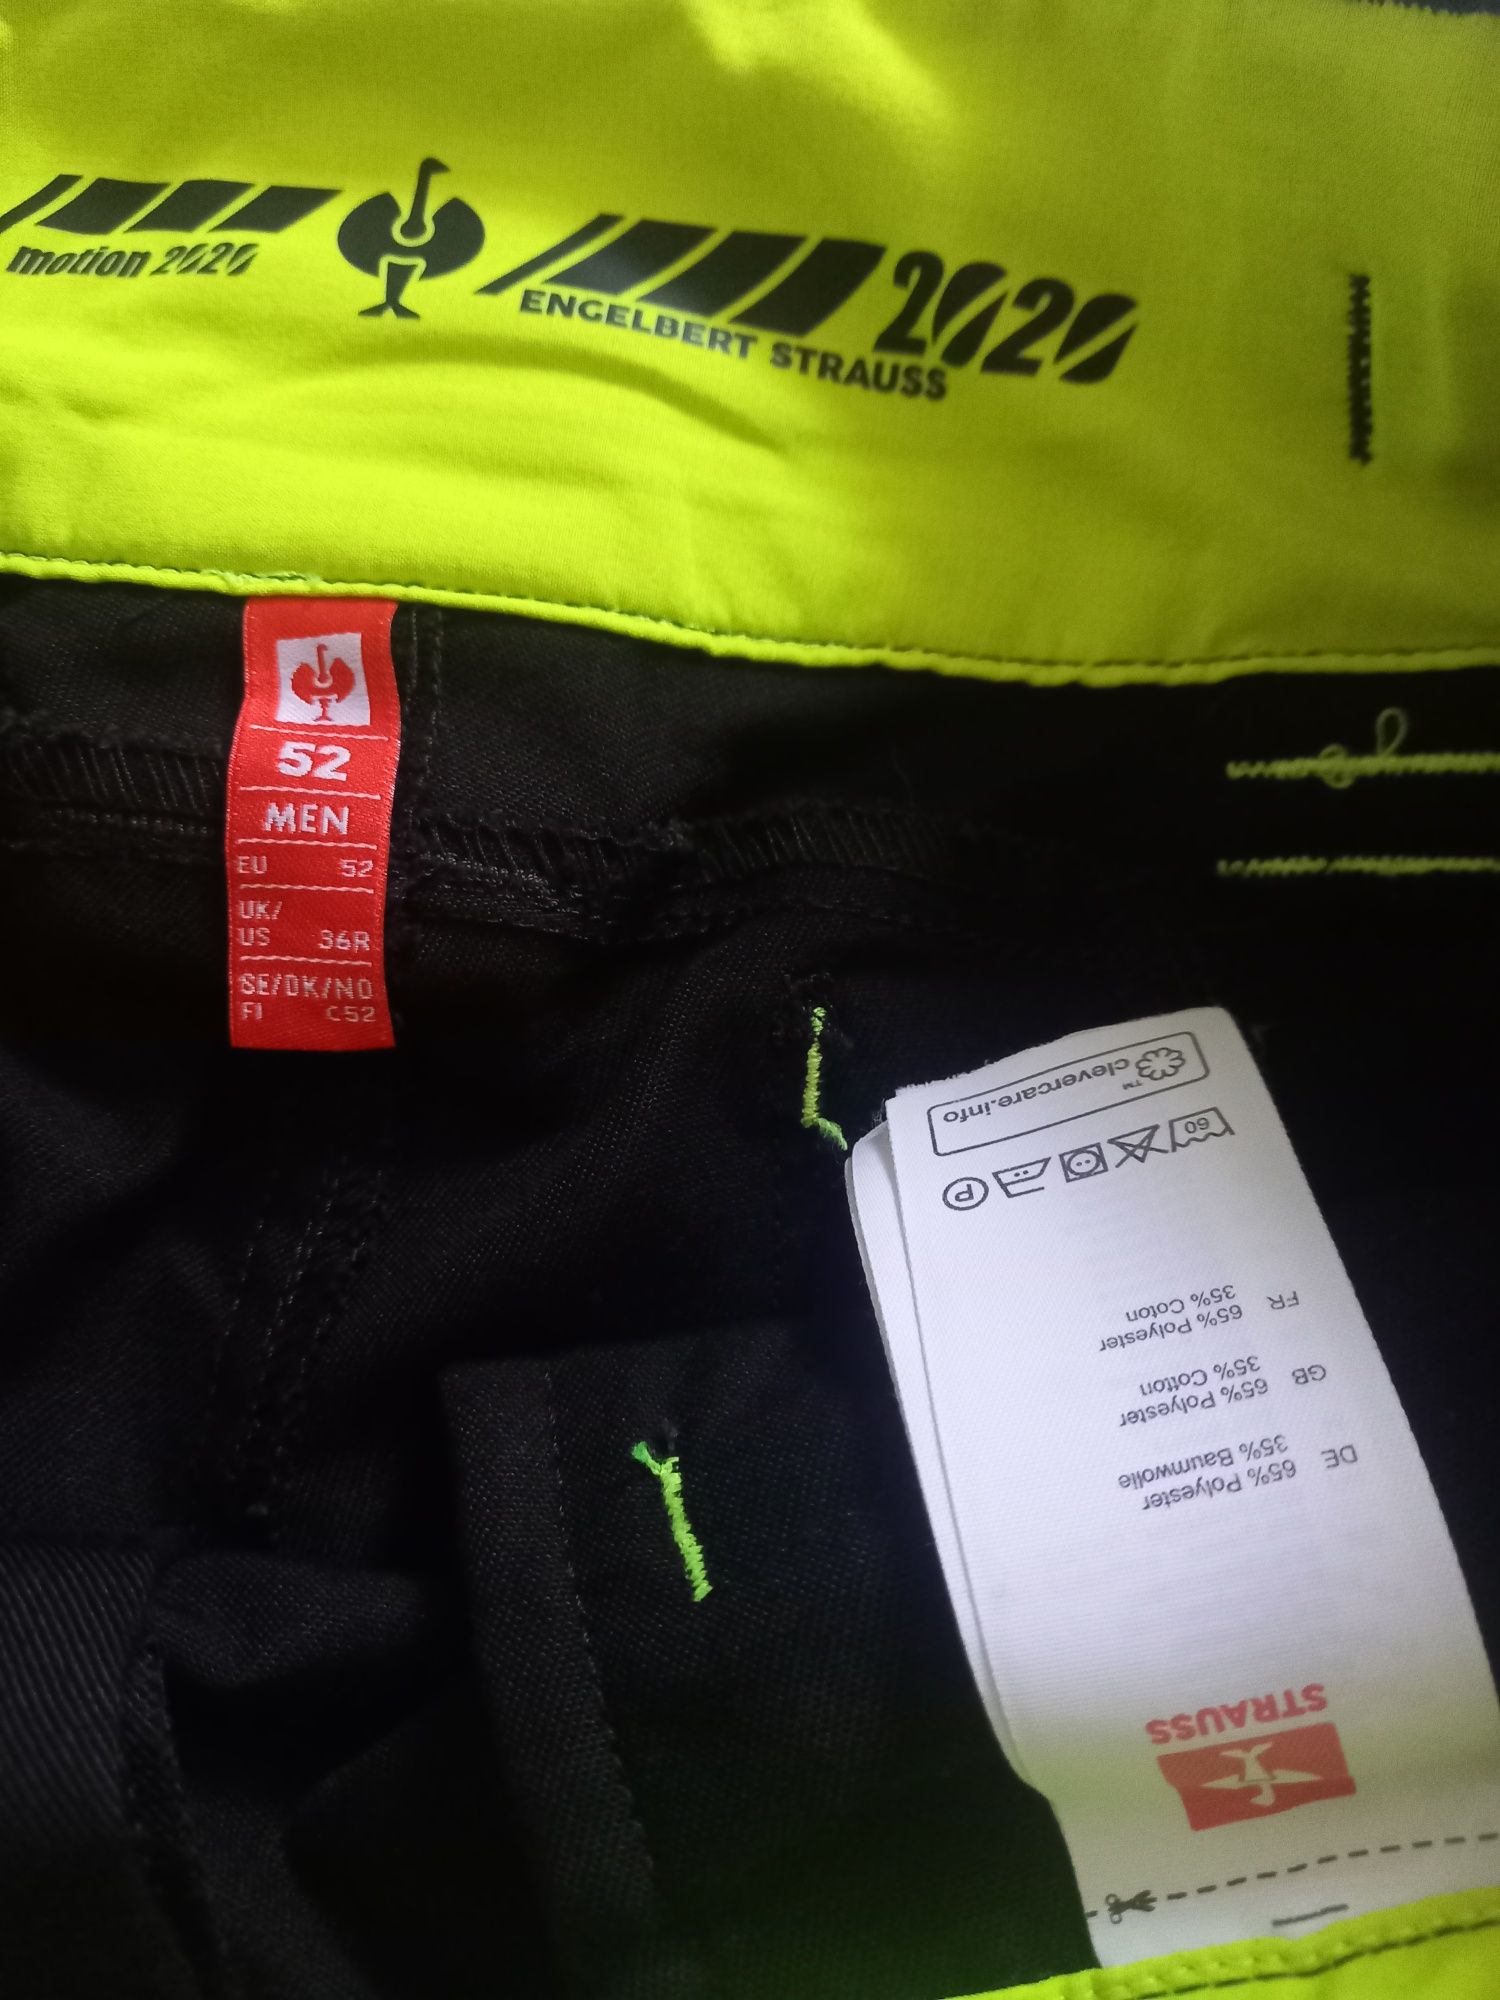 motion 2020
2020
ENGELBERT STRAUSS
52
MEN
EU 52
UK/
US 36R
SE/DK/NO
FI C52
STRAUSS
DE 65% Polyester
35% Baumwolle
GB 65% Polyester
35% Cotton
FR 65% Polyester
35% Coton
60
P
clevercare.info™